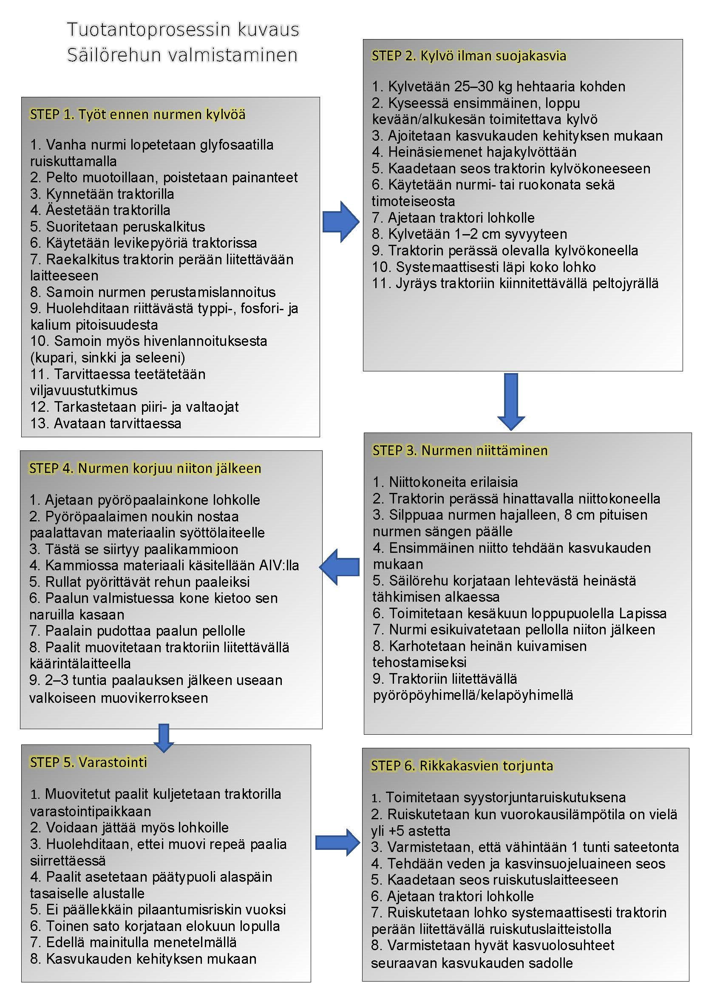 Tuotantoprosessin kuvaus
Säilörehun valmistaminen
STEP 1. Työt ennen nurmen kylvöä
1. Vanha nurmi lopetetaan glyfosaatilla
ruiskuttamalla
2. Pelto muotoillaan, poistetaan painanteet
3. Kynnetään traktorilla
4. Äestetään traktorilla
5. Suoritetaan peruskalkitus
6. Käytetään levikepyöriä traktorissa
7. Raekalkitus traktorin perään liitettävään
laitteeseen
8. Samoin nurmen perustamislannoitus
9. Huolehditaan riittävästä typpi-, fosfori- ja
kalium pitoisuudesta
10. Samoin myös hivenlannoituksesta
(kupari, sinkki ja seleeni)
11. Tarvittaessa teetätetään
viljavuustutkimus
12. Tarkastetaan piiri- ja valtaojat
13. Avataan tarvittaessa
STEP 2. Kylvö ilman suojakasvia
1. Kylvetään 25–30 kg hehtaaria kohden
2. Kyseessä ensimmäinen, loppu
kevään/alkukesän toimitettava kylvö
3. Ajoitetaan kasvukauden kehityksen mukaan
4. Heinäsiemenet hajakylvöttään
5. Kaadetaan seos traktorin kylvökoneeseen
6. Käytetään nurmi- tai ruokonata sekä
timoteiseosta
7. Ajetaan traktori lohkolle
8. Kylvetään 1–2 cm syvyyteen
9. Traktorin perässä olevalla kylvökoneella
10. Systemaattisesti läpi koko lohko
11. Jyräys traktoriin kiinnitettävällä peltojyrällä
STEP 3. Nurmen niittäminen
1. Niittokoneita erilaisia
2. Traktorin perässä hinattavalla niittokoneella
3. Silppuaa nurmen hajalleen, 8 cm pituisen
nurmen sängen päälle
4. Ensimmäinen niitto tehdään kasvukauden
mukaan
5. Säilörehu korjataan lehtevästä heinästä
tähkimisen alkaessa
6. Toimitetaan kesäkuun loppupuolella Lapissa
7. Nurmi esikuivatetaan pellolla niiton jälkeen
8. Karhotetaan heinän kuivamisen
tehostamiseksi
9. Traktoriin liitettävällä
pyöröpöyhimellä/kelapöyhimellä
STEP 4. Nurmen korjuu niiton jälkeen
1. Ajetaan pyöröpaalainkone lohkolle
2. Pyöröpaalaimen noukin nostaa
paalattavan materiaalin syöttölaiteelle
3. Tästä se siirtyy paalikammioon
4. Kammiossa materiaali käsitellään AIV:lla
5. Rullat pyörittävät rehun paaleiksi
6. Paalun valmistuessa kone kietoo sen
naruilla kasaan
7. Paalain pudottaa paalun pellolle
8. Paalit muovitetaan traktoriin liitettävällä
käärintälaitteella
9. 2–3 tuntia paalauksen jälkeen useaan
valkoiseen muovikerrokseen
STEP 5. Varastointi
1. Muovitetut paalit kuljetetaan traktorilla
varastointipaikkaan
2. Voidaan jättää myös lohkoille
3. Huolehditaan, ettei muovi repeä paalia
siirrettäessä
4. Paalit asetetaan päätypuoli alaspäin
tasaiselle alustalle
5. Ei päällekkäin pilaantumisriskin vuoksi
6. Toinen sato korjataan elokuun lopulla
7. Edellä mainitulla menetelmällä
8. Kasvukauden kehityksen mukaan
STEP 6. Rikkakasvien torjunta
1. Toimitetaan syystorjuntaruiskutuksena
2. Ruiskutetaan kun vuorokausilämpötila on vielä
yli +5 astetta
3. Varmistetaan, että vähintään 1 tunti sateetonta
4. Tehdään veden ja kasvinsuojeluaineen seos
5. Kaadetaan seos ruiskutuslaitteeseen
6. Ajetaan traktori lohkolle
7. Ruiskutetaan lohko systemaattisesti traktorin
perään liitettävällä ruiskutuslaitteistolla
8. Varmistetaan hyvät kasvuolosuhteet
seuraavan kasvukauden sadolle